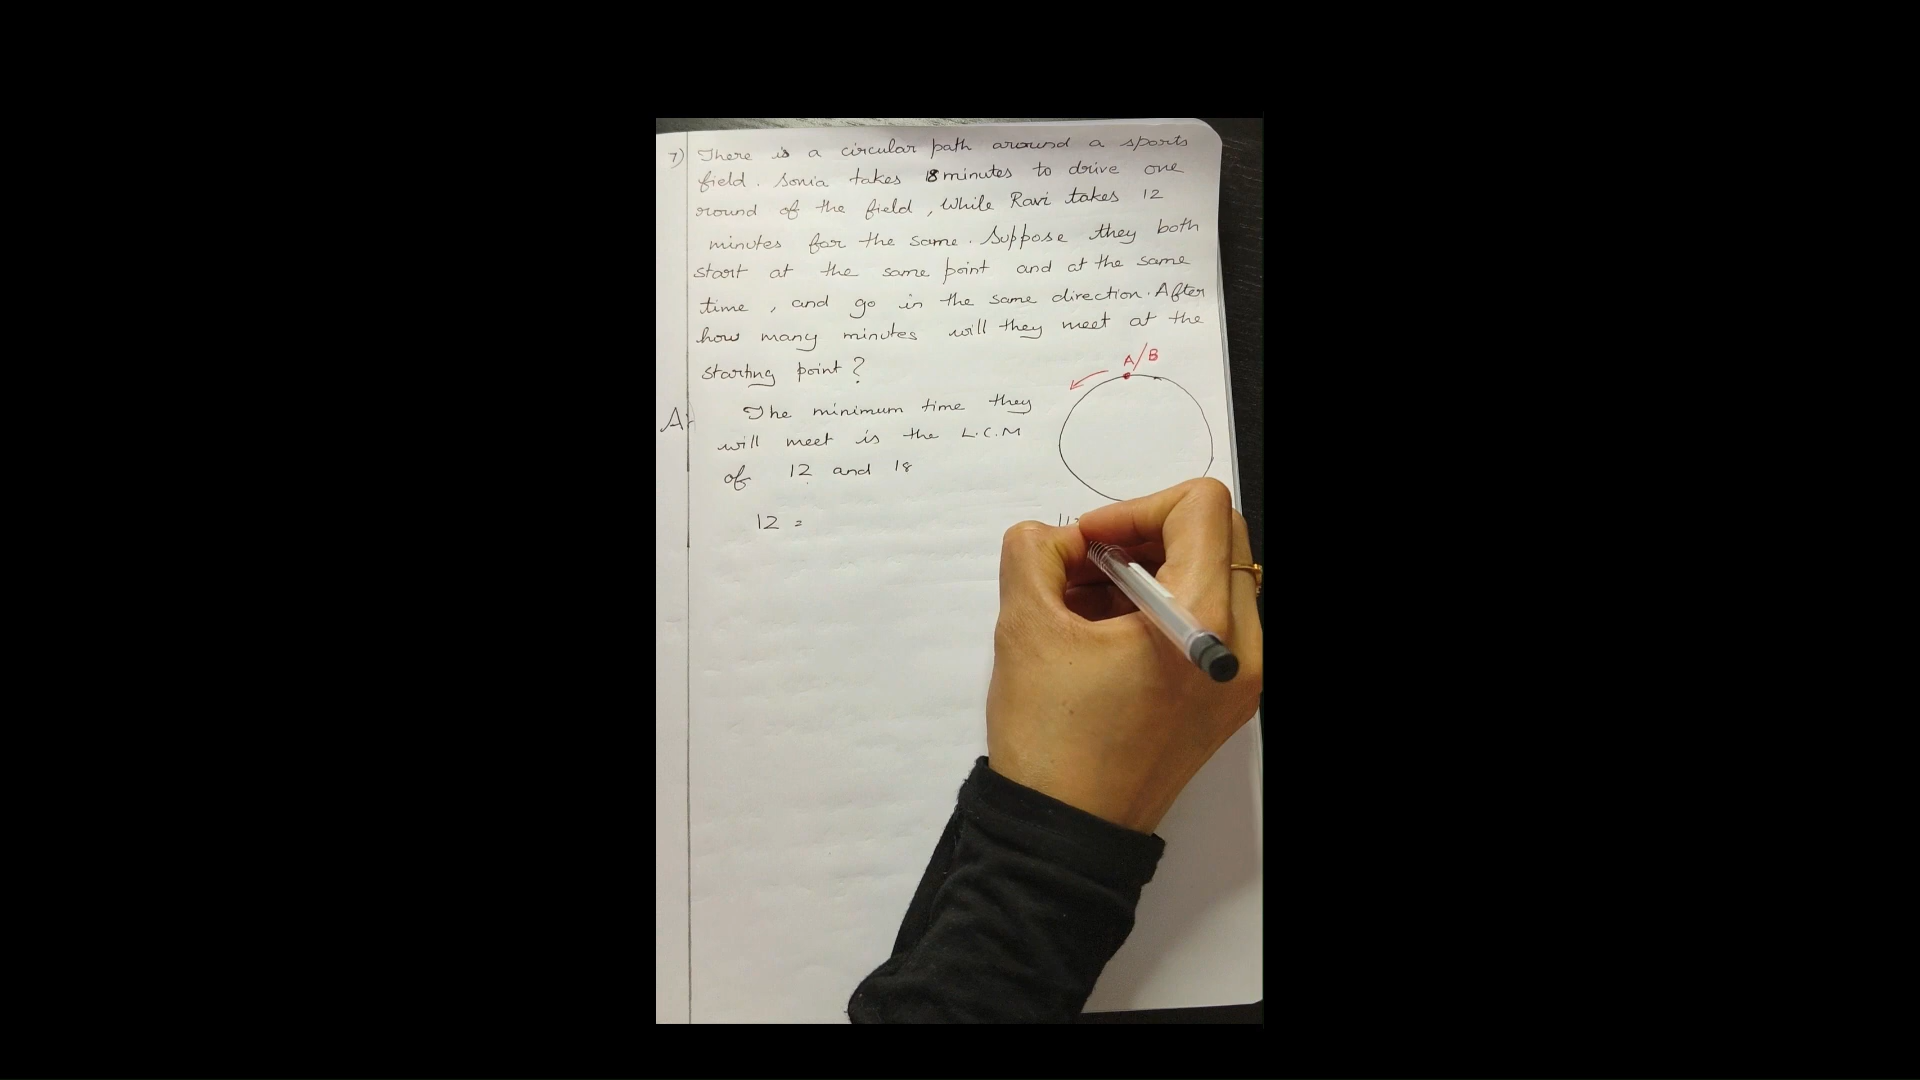 7) There is a circular path around a sports
field. Sonia takes 18 minutes to drive one
round of the field, while Ravi takes 12
minutes for the same. Suppose they both
start at the same point and at the same
time, and go in the same direction. After
how many minutes will they meet at the
starting point?
A/B
A: The minimum time they
will meet is the L.C.M
of 12 and 18
12 =